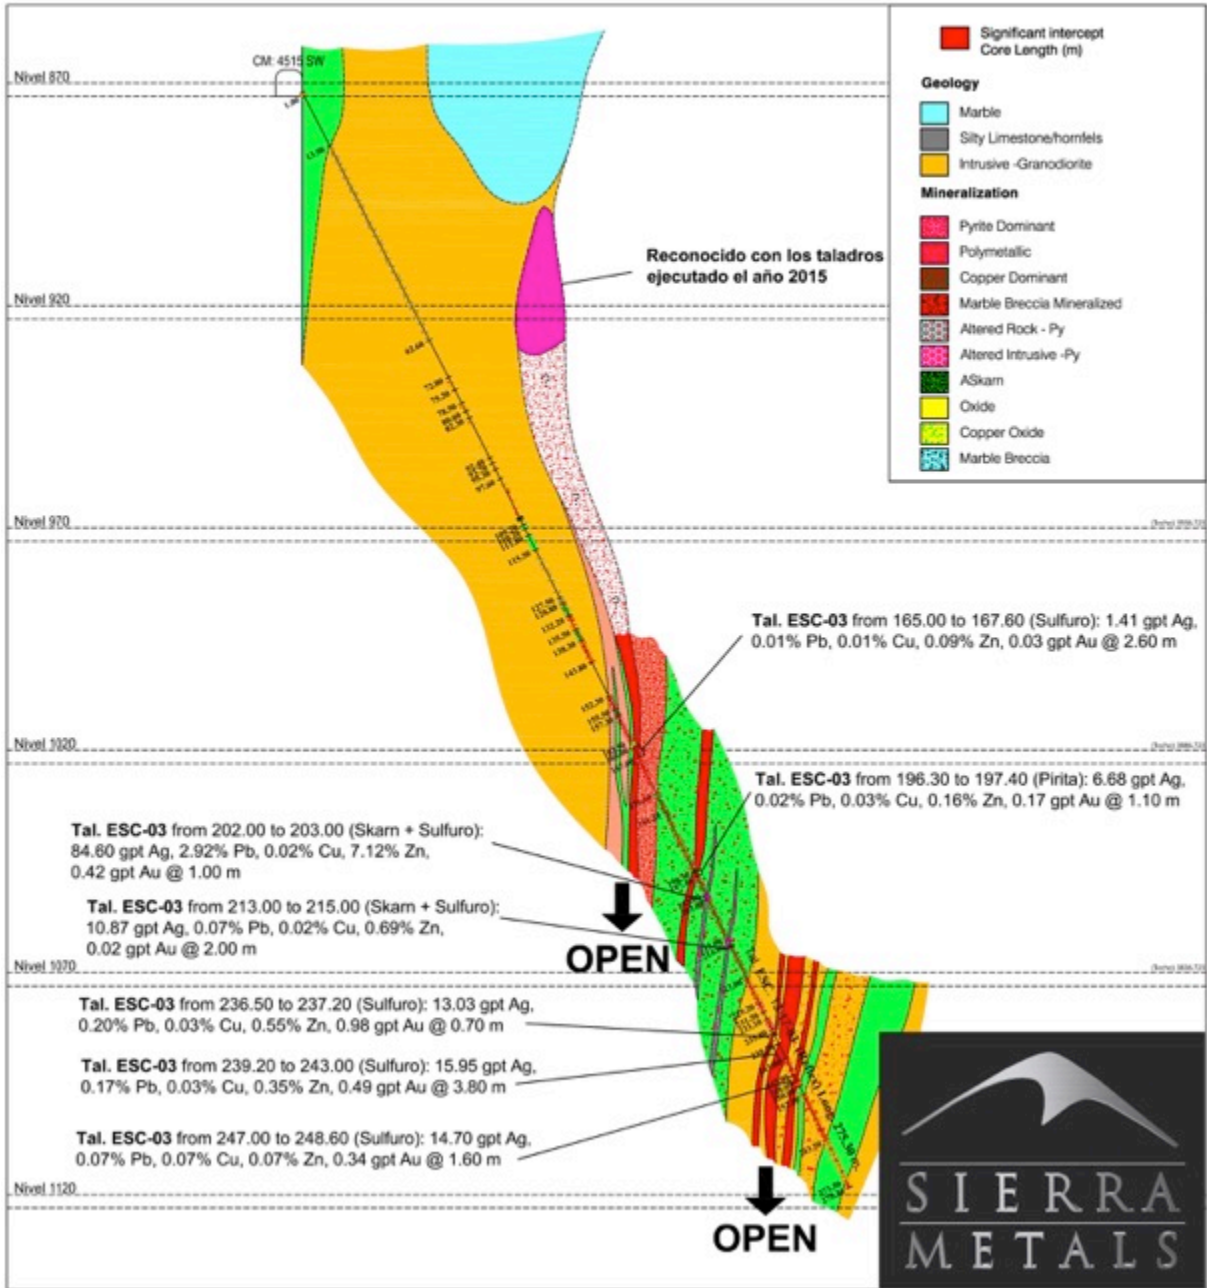 Significant intercept
Core Length (m)
Geology
Marble
Silty Limestone/hornfels
Intrusive -Granodiorite
Mineralization
Pyrite Dominant
Polymetallic
Copper Dominant
Marble Breccia Mineralized
Altered Rock - Py
Altered Intrusive -Py
ASkarn
Oxide
Copper Oxide
Marble Breccia
CM: 4515 SW
Nivel 870
Reconocido con los taladros
ejecutado el año 2015
Nivel 920
Nivel 970
115.30
132.20
143.80
152.30
Tal. ESC-03 from 165.00 to 167.60 (Sulfuro): 1.41 gpt Ag,
0.01% Pb, 0.01% Cu, 0.09% Zn, 0.03 gpt Au @ 2.60 m
Nivel 1020
Tal. ESC-03 from 196.30 to 197.40 (Pirita): 6.68 gpt Ag,
0.02% Pb, 0.03% Cu, 0.16% Zn, 0.17 gpt Au @ 1.10 m
Tal. ESC-03 from 202.00 to 203.00 (Skarn + Sulfuro):
84.60 gpt Ag, 2.92% Pb, 0.02% Cu, 7.12% Zn,
0.42 gpt Au @ 1.00 m
Tal. ESC-03 from 213.00 to 215.00 (Skarn + Sulfuro):
10.87 gpt Ag, 0.07% Pb, 0.02% Cu, 0.69% Zn,
0.02 gpt Au @ 2.00 m
OPEN
Nivel 1070
Tal. ESC-03 from 236.50 to 237.20 (Sulfuro): 13.03 gpt Ag,
0.20% Pb, 0.03% Cu, 0.55% Zn, 0.98 gpt Au @ 0.70 m
Tal. ESC-03 from 239.20 to 243.00 (Sulfuro): 15.95 gpt Ag,
0.17% Pb, 0.03% Cu, 0.35% Zn, 0.49 gpt Au @ 3.80 m
Tal. ESC-03 from 247.00 to 248.60 (Sulfuro): 14.70 gpt Ag,
0.07% Pb, 0.07% Cu, 0.07% Zn, 0.34 gpt Au @ 1.60 m
275.30 m.
Nivel 1120
OPEN
SIERRA
METALS